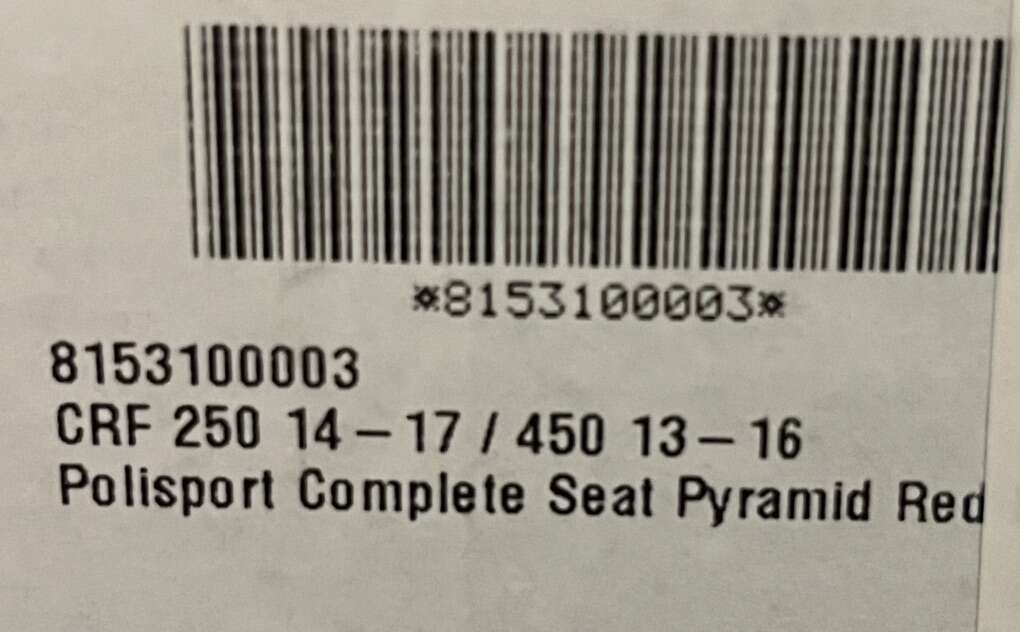 *8153100003*
8153100003
CRF 250 14 – 17 / 450 13 – 16
Polisport Complete Seat Pyramid Red